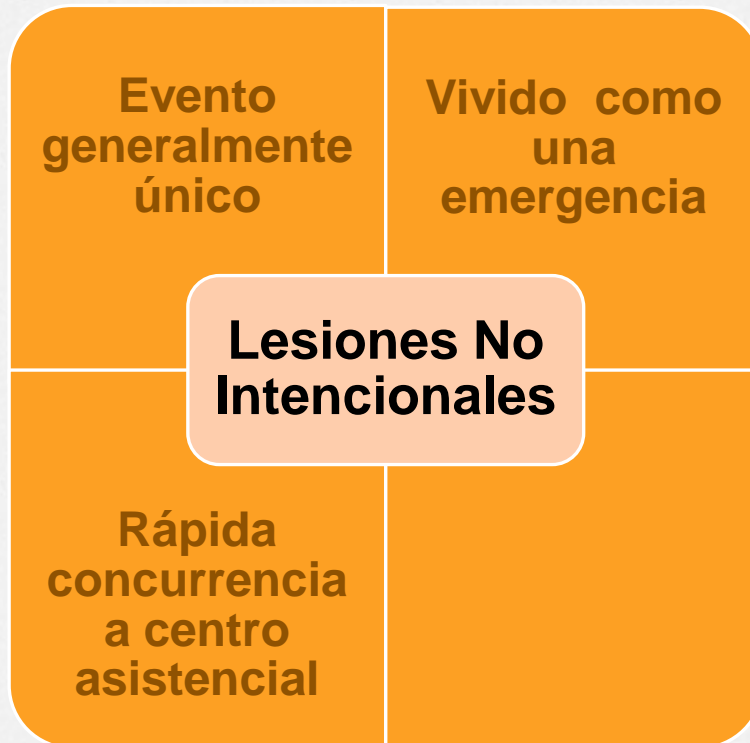 Evento
generalmente
único
Vivido como
una
emergencia
Lesiones No
Intencionales
Rápida
concurrencia
a centro
asistencial